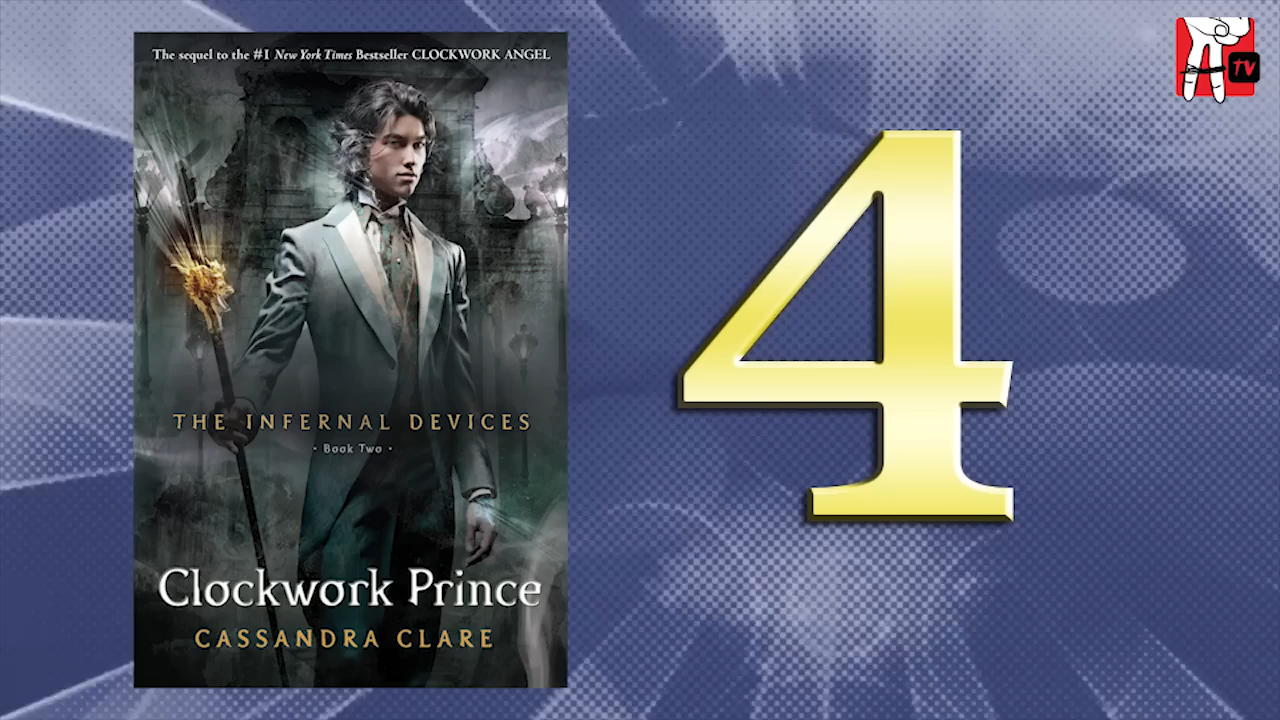 The sequel to the #1 New York Times Bestseller CLOCKWORK ANGEL
THE INFERNAL DEVICES
• Book Two •
Clockwork Prince
CASSANDRA CLARE
4
TV